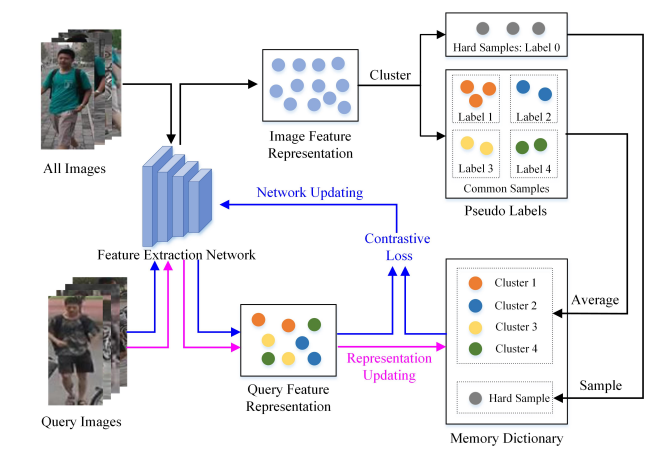 Hard Samples: Label 0
Cluster
Label 1
Label 2
Label 3
Label 4
Common Samples
Pseudo Labels
Image Feature
Representation
All Images
Network Updating
Contrastive
Loss
Feature Extraction Network
Cluster 1
Cluster 2
Cluster 3
Cluster 4
Average
Hard Sample
Sample
Memory Dictionary
Representation
Updating
Query Feature
Representation
Query Images